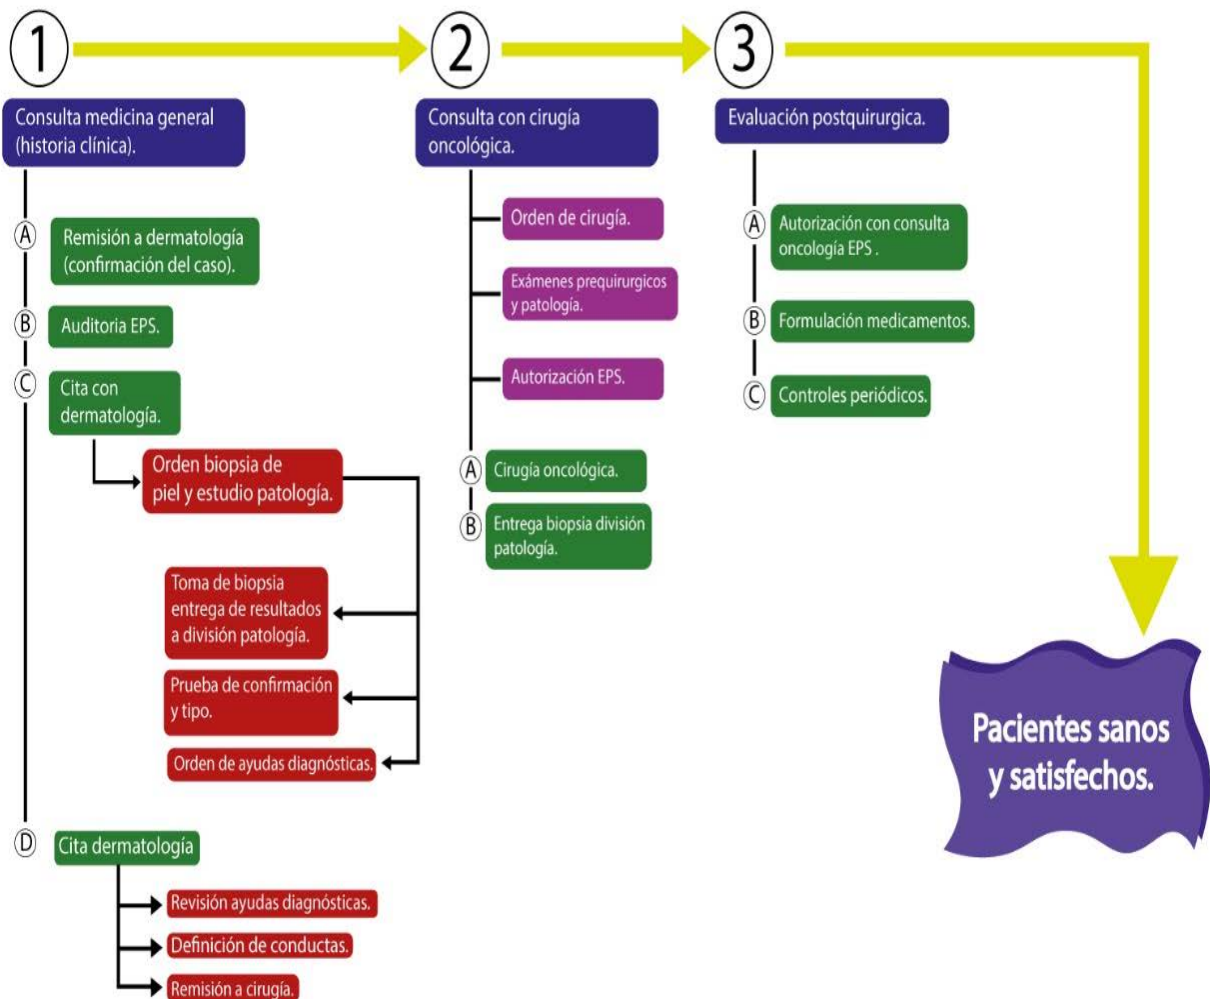 1
Consulta medicina general
(historia clínica).
A
Remisión a dermatología
(confirmación del caso).
B
Auditoria EPS.
C
Cita con
dermatología.
Orden biopsia de
piel y estudio patología.
Toma de biopsia
entrega de resultados
a división patología.
Prueba de confirmación
y tipo.
Orden de ayudas diagnósticas.
D
Cita dermatología
Revisión ayudas diagnósticas.
Definición de conductas.
Remisión a cirugía.
2
Consulta con cirugía
oncológica.
Orden de cirugía.
Exámenes prequirurgicos
y patología.
Autorización EPS.
A
Cirugía oncológica.
B
Entrega biopsia división
patología.
3
Evaluación postquirurgica.
A
Autorización con consulta
oncología EPS .
B
Formulación medicamentos.
C
Controles periódicos.
Pacientes sanos
y satisfechos.